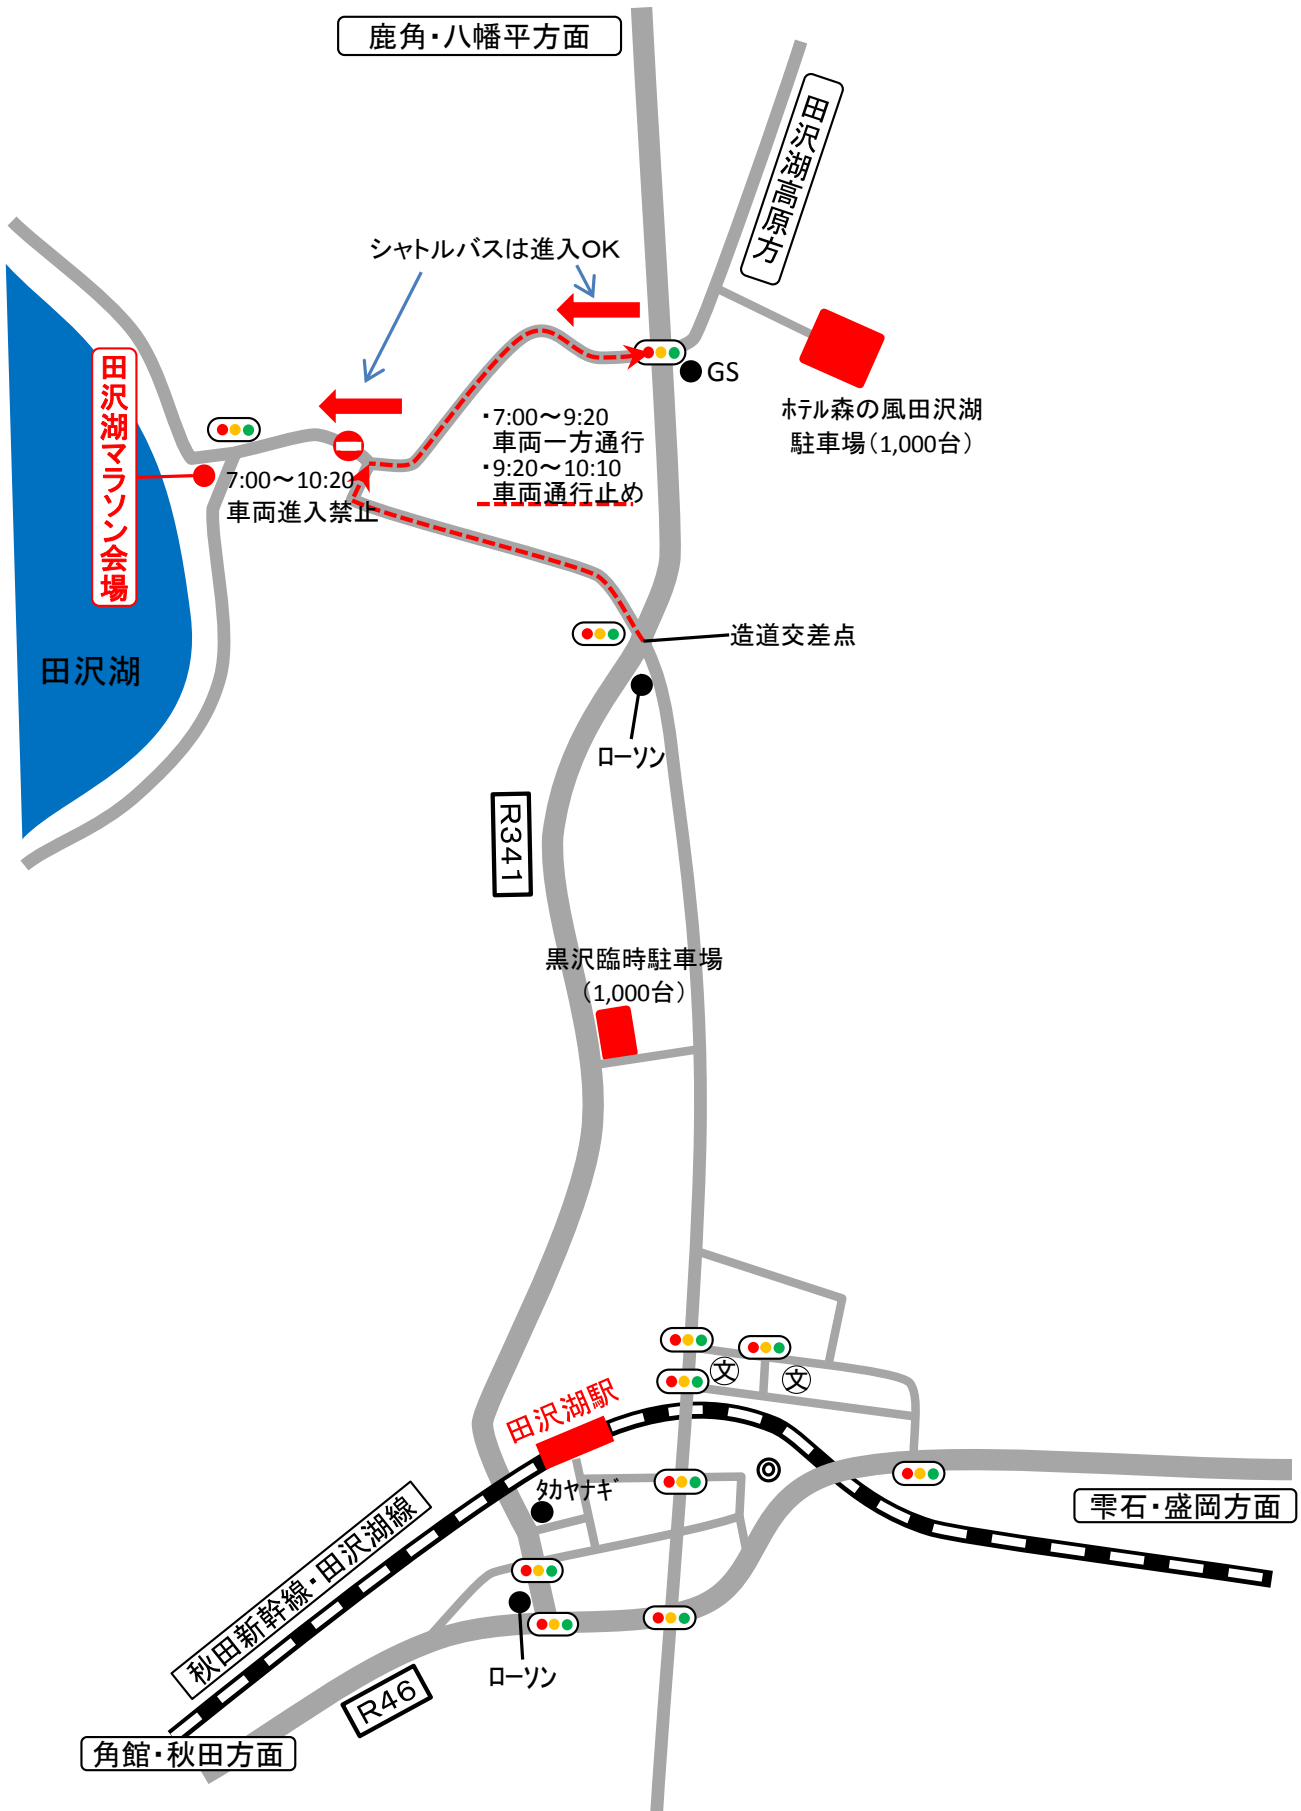 鹿角・八幡平方面
田沢湖高原方
シャトルバスは進入OK
GS
ﾎﾃﾙ森の風田沢湖
駐車場（1,000台）
・7:00～9:20
車両一方通行
・9:20～10:10
車両通行止め
田沢湖マラソン会場
7:00～10:20
車両進入禁止
造道交差点
田沢湖
ﾛｰｿﾝ
R341
黒沢臨時駐車場
（1,000台）
文
文
田沢湖駅
ﾀｶﾔﾅｷﾞ
雫石・盛岡方面
秋田新幹線・田沢湖線
ﾛｰｿﾝ
R46
角館・秋田方面